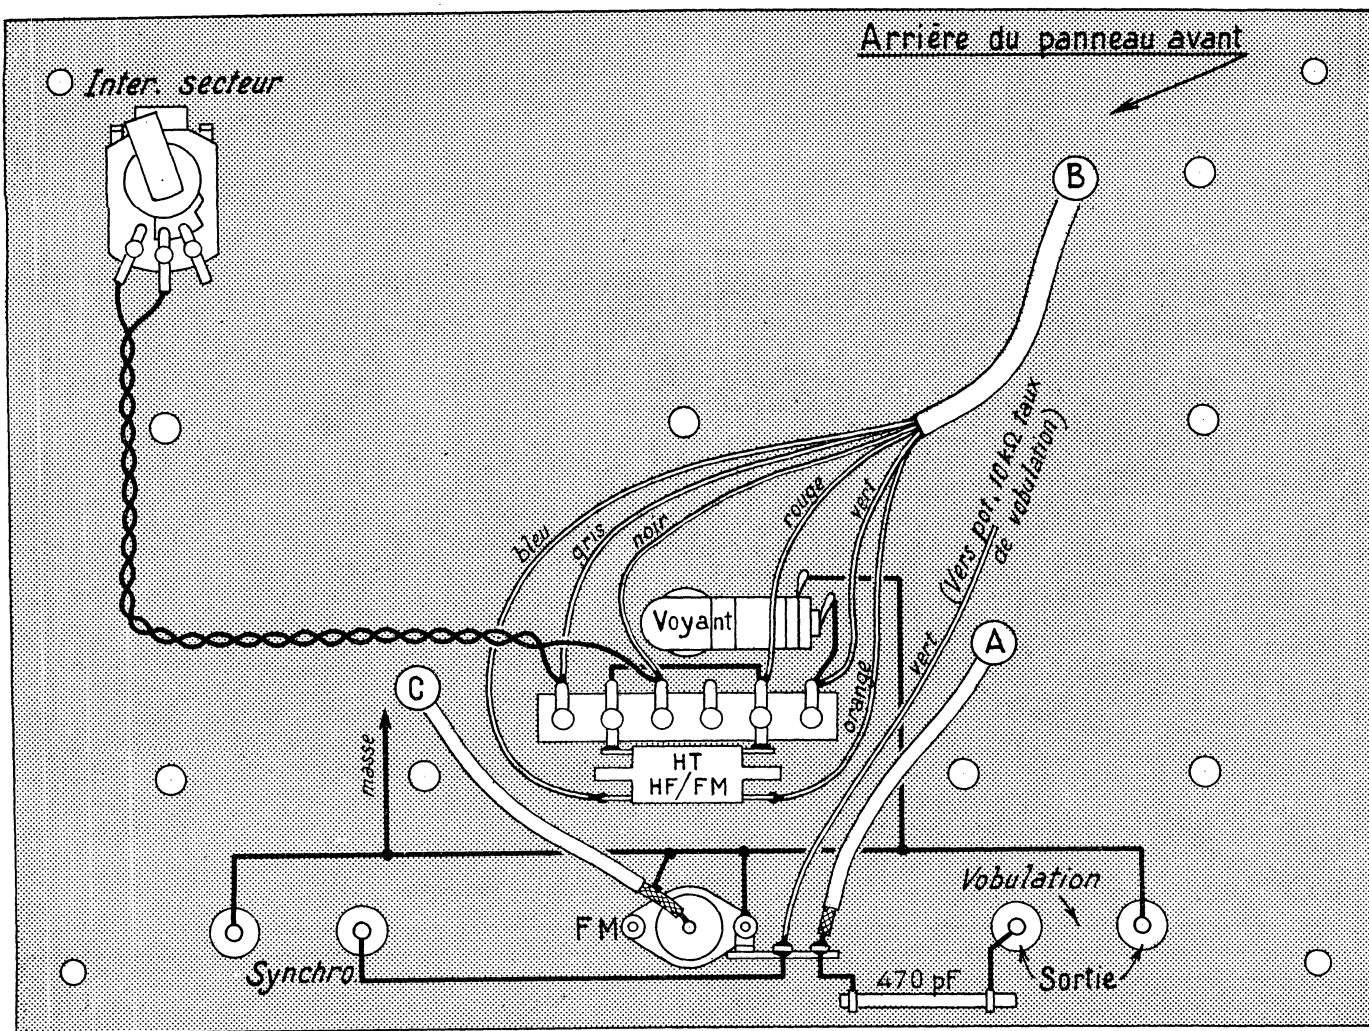 Arrière du panneau avant
Inter. secteur
B
bleu
gris
noir
rouge
vert
(Vers pot. 10 kΩ taux
de vobulation)
Voyant
vert
A
C
orange
masse
HT
HF/FM
Vobulation
FM
Synchro.
470 pF
Sortie